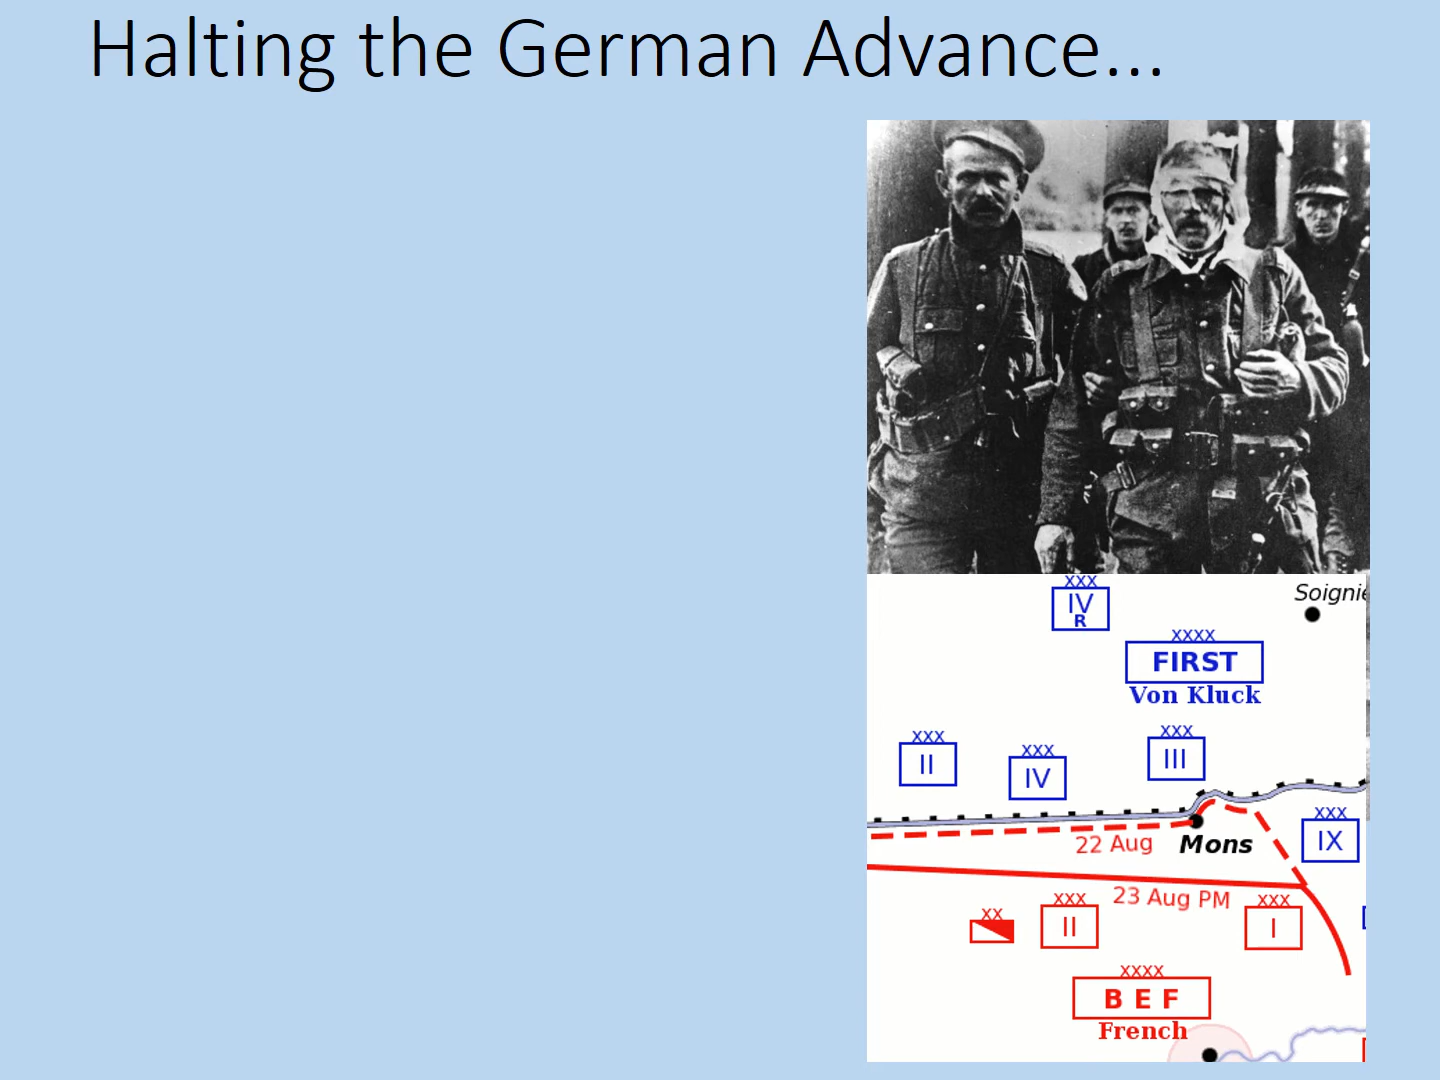 Halting the German Advance...
xxx
IV
R
Soignie
xxxx
FIRST
Von Kluck
xxx
II
xxx
IV
xxx
III
22 Aug
Mons
xxx
IX
23 Aug PM
xx
xxx
II
xxx
I
xxxx
B E F
French